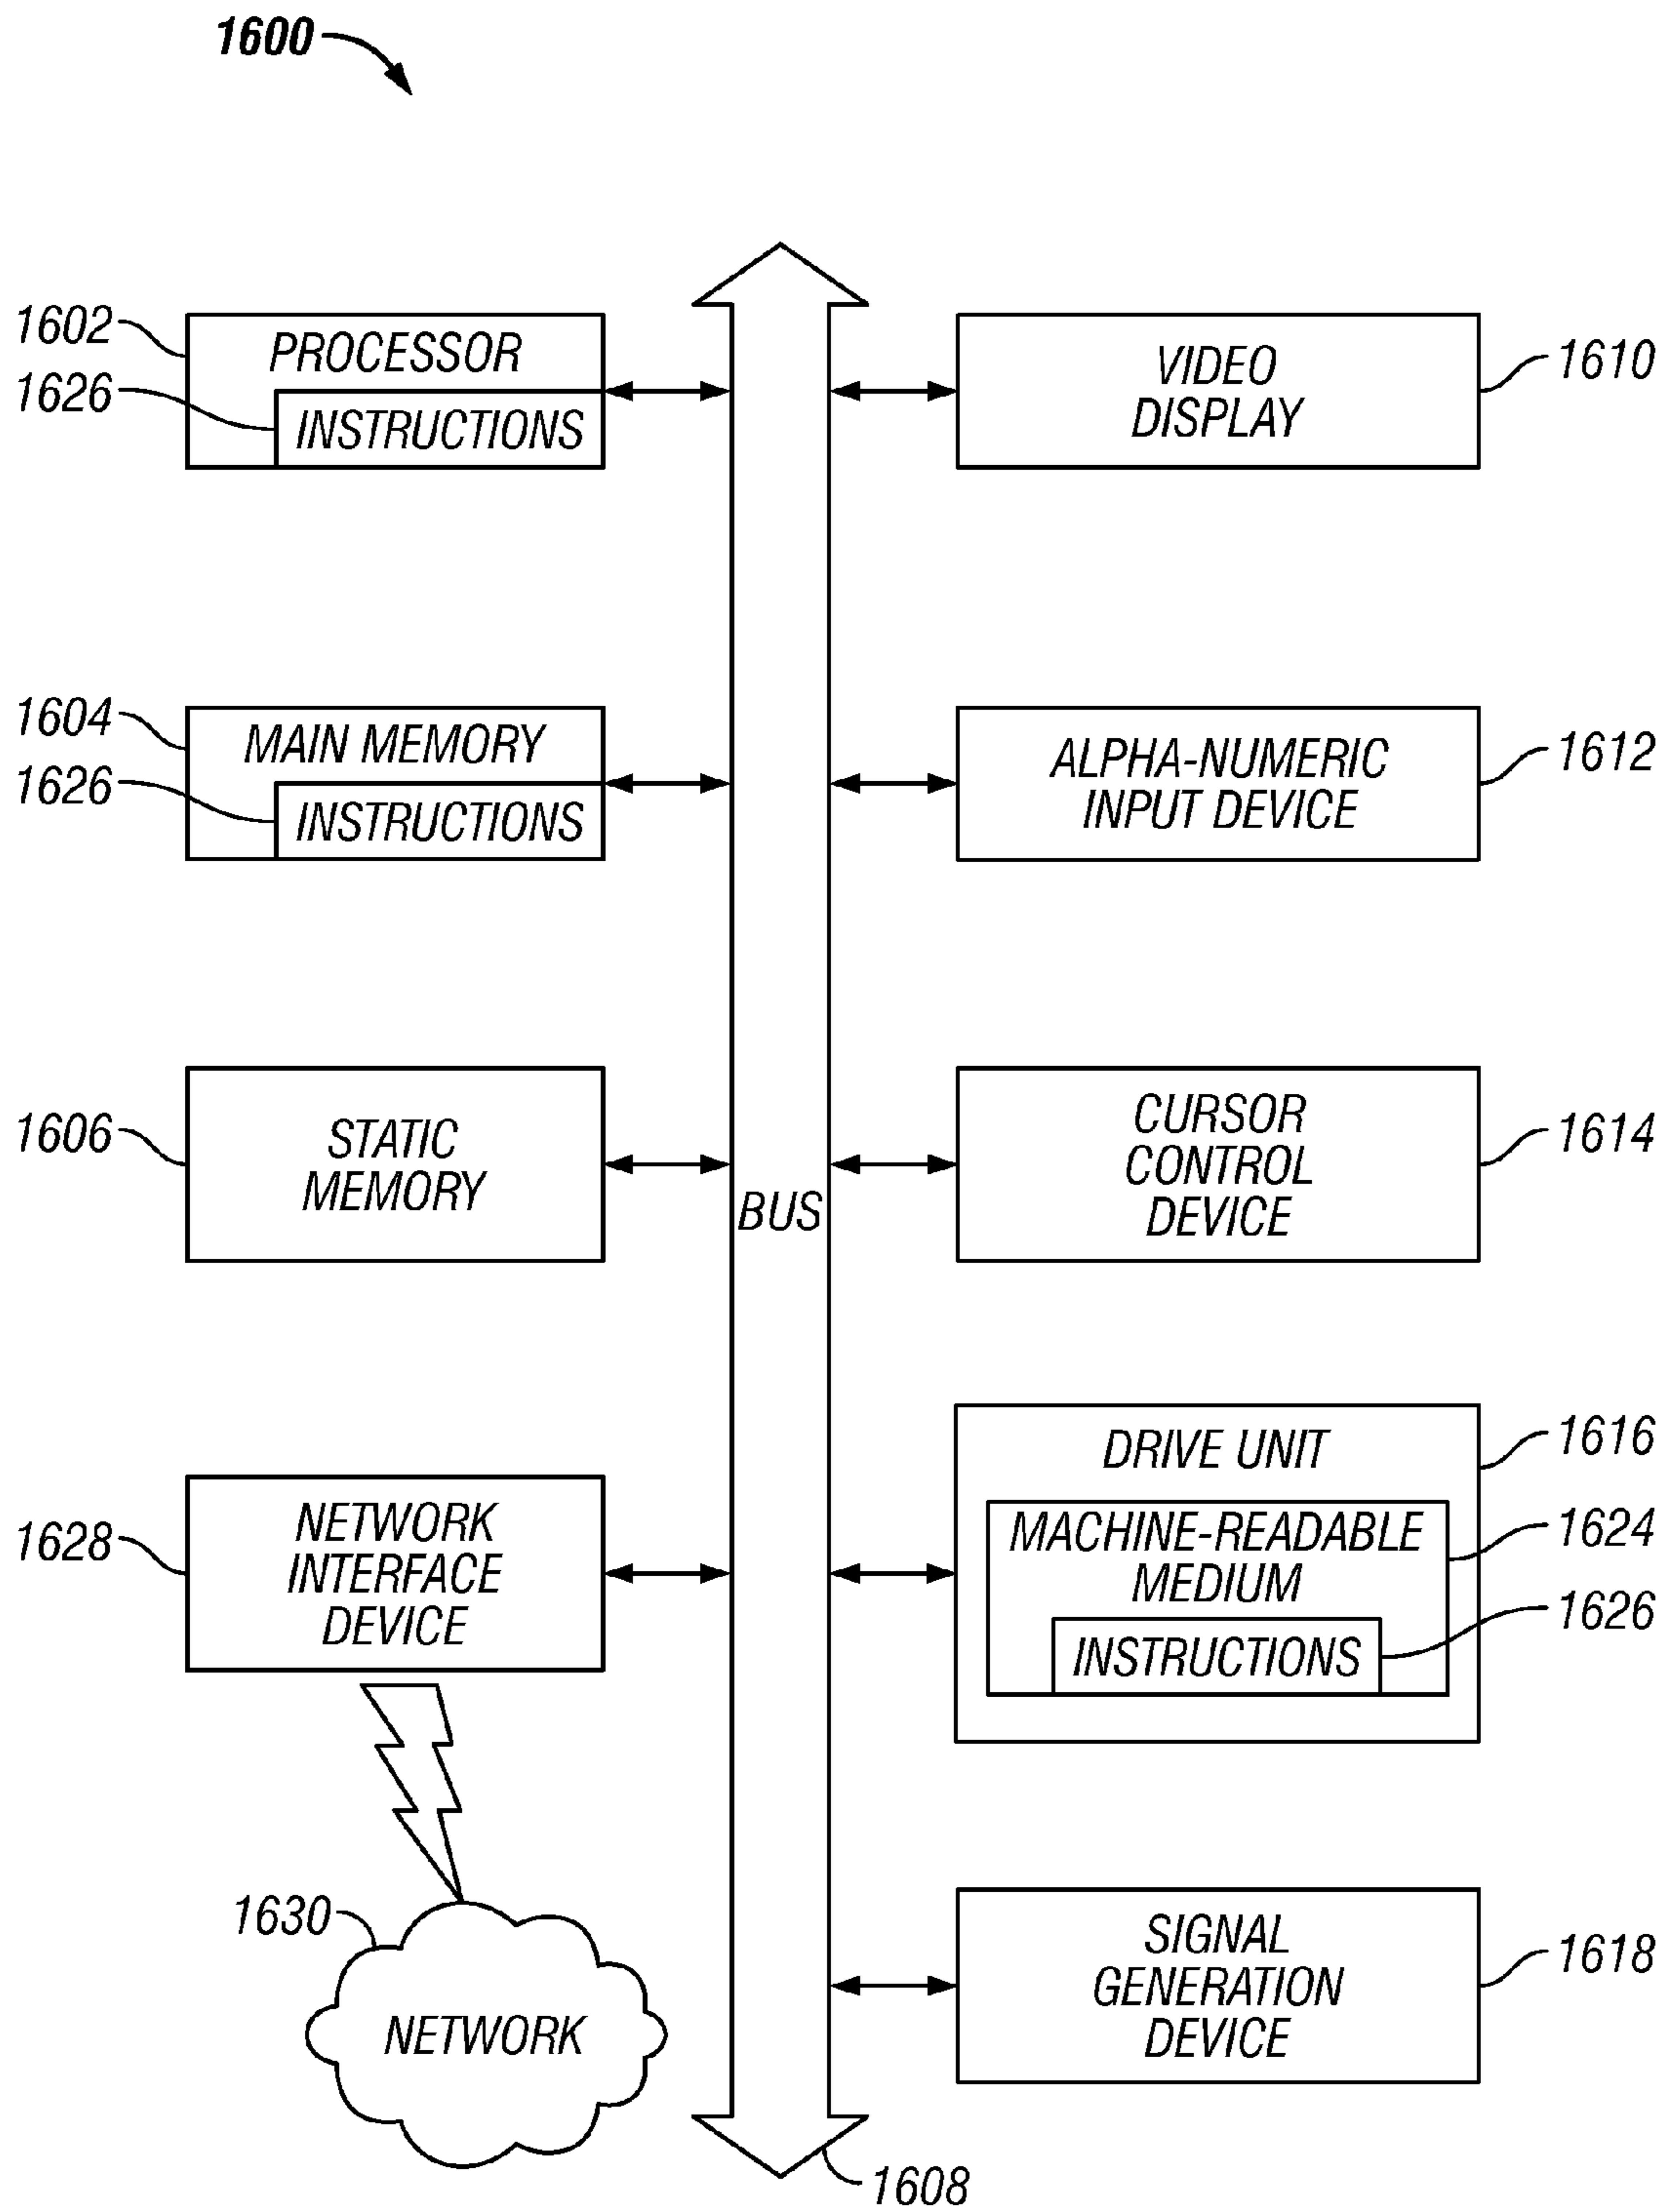 1600
1602
PROCESSOR
1626
INSTRUCTIONS
VIDEO
DISPLAY
1610
1604
MAIN MEMORY
1626
INSTRUCTIONS
ALPHA-NUMERIC
INPUT DEVICE
1612
1606
STATIC
MEMORY
BUS
CURSOR
CONTROL
DEVICE
1614
1628
NETWORK
INTERFACE
DEVICE
DRIVE UNIT
1616
MACHINE-READABLE
MEDIUM
1624
INSTRUCTIONS
1626
1630
NETWORK
SIGNAL
GENERATION
DEVICE
1618
1608